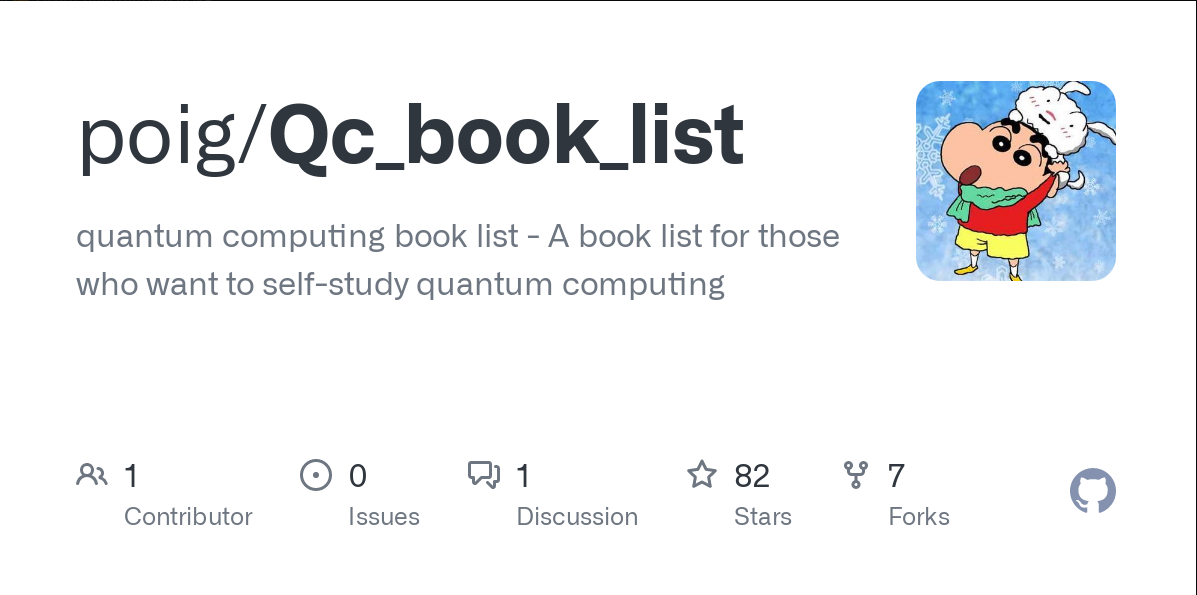 poig/Qc_book_list
quantum computing book list - A book list for those
who want to self-study quantum computing
1 0 1 82 7
Contributor Issues Discussion Stars Forks